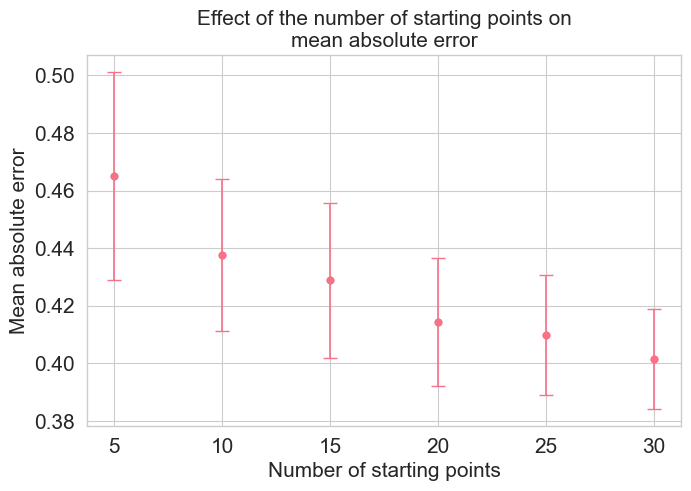 Effect of the number of starting points on
mean absolute error
Mean absolute error
0.50
0.48
0.46
0.44
0.42
0.40
0.38
5 10 15 20 25 30
Number of starting points